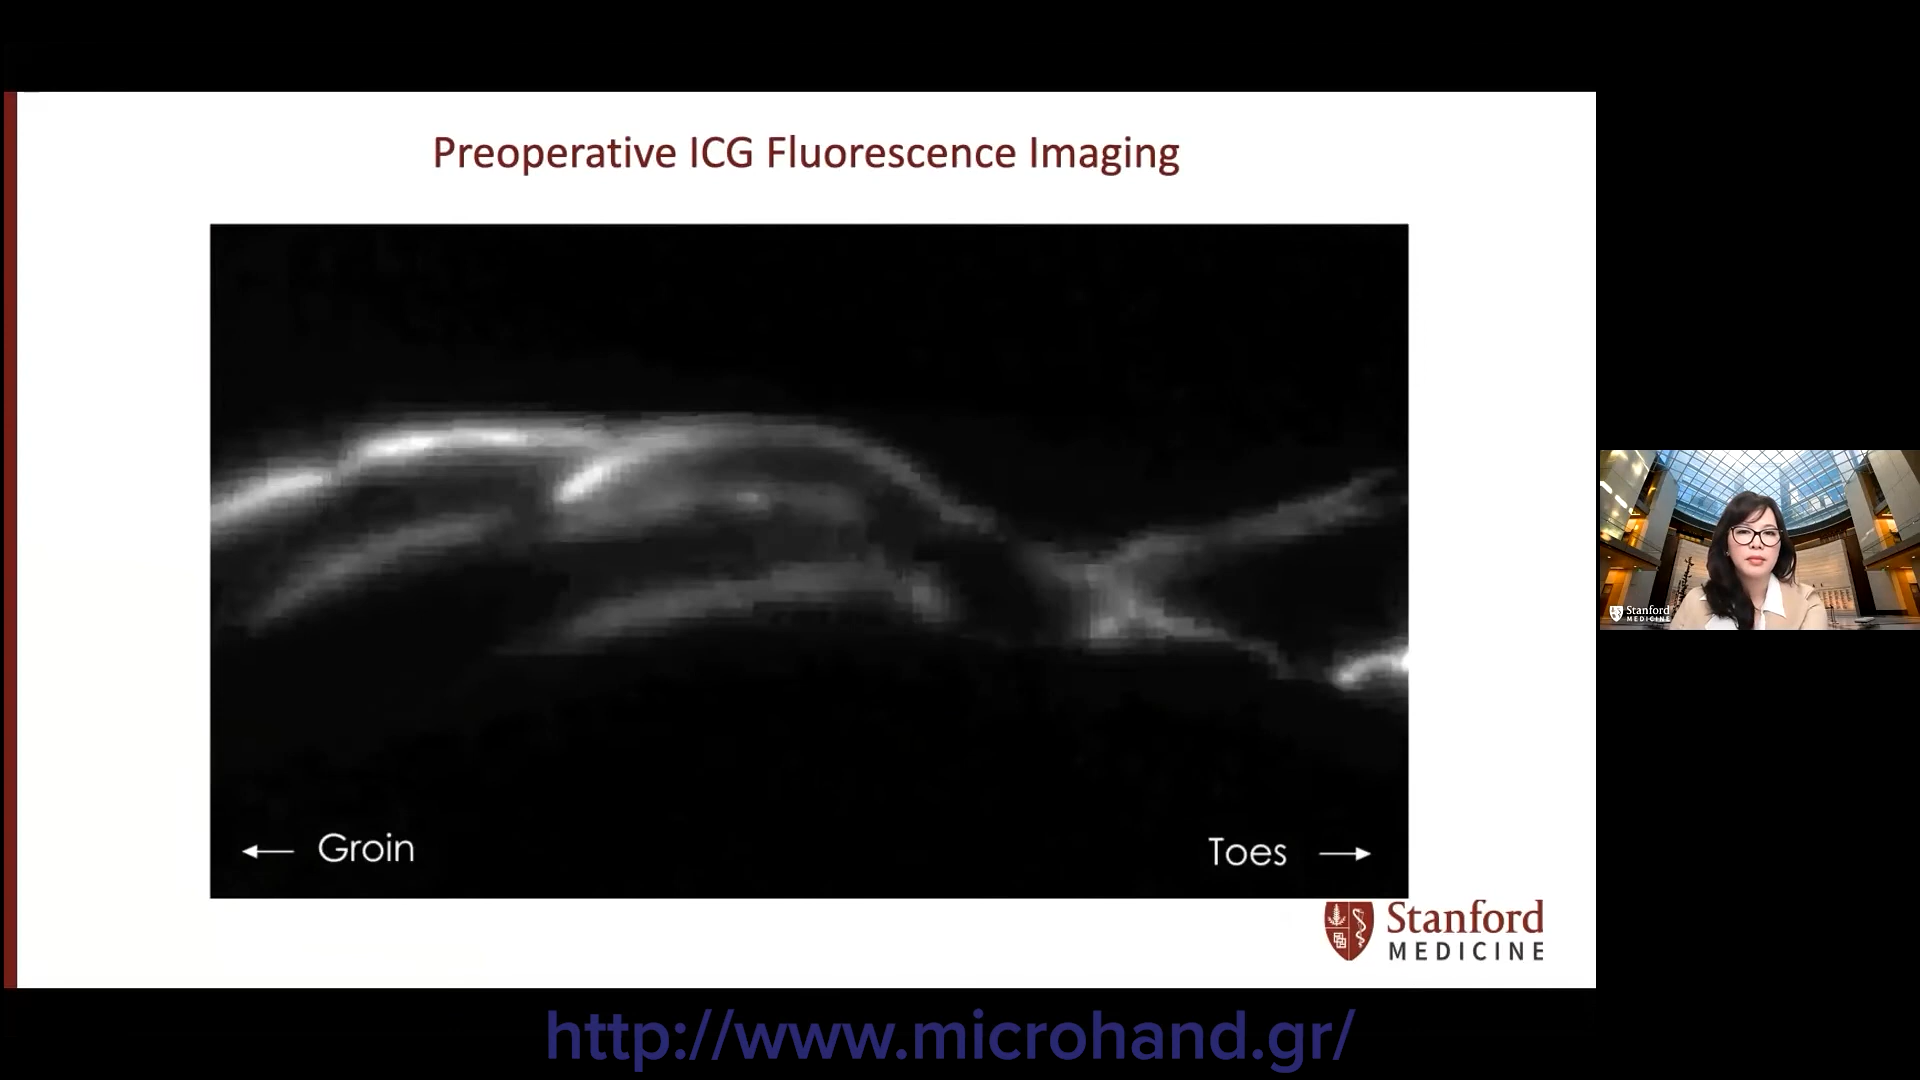 Preoperative ICG Fluorescence Imaging
Groin
Toes
Stanford
MEDICINE
Stanford
MEDICINE
http://www.microhand.gr/